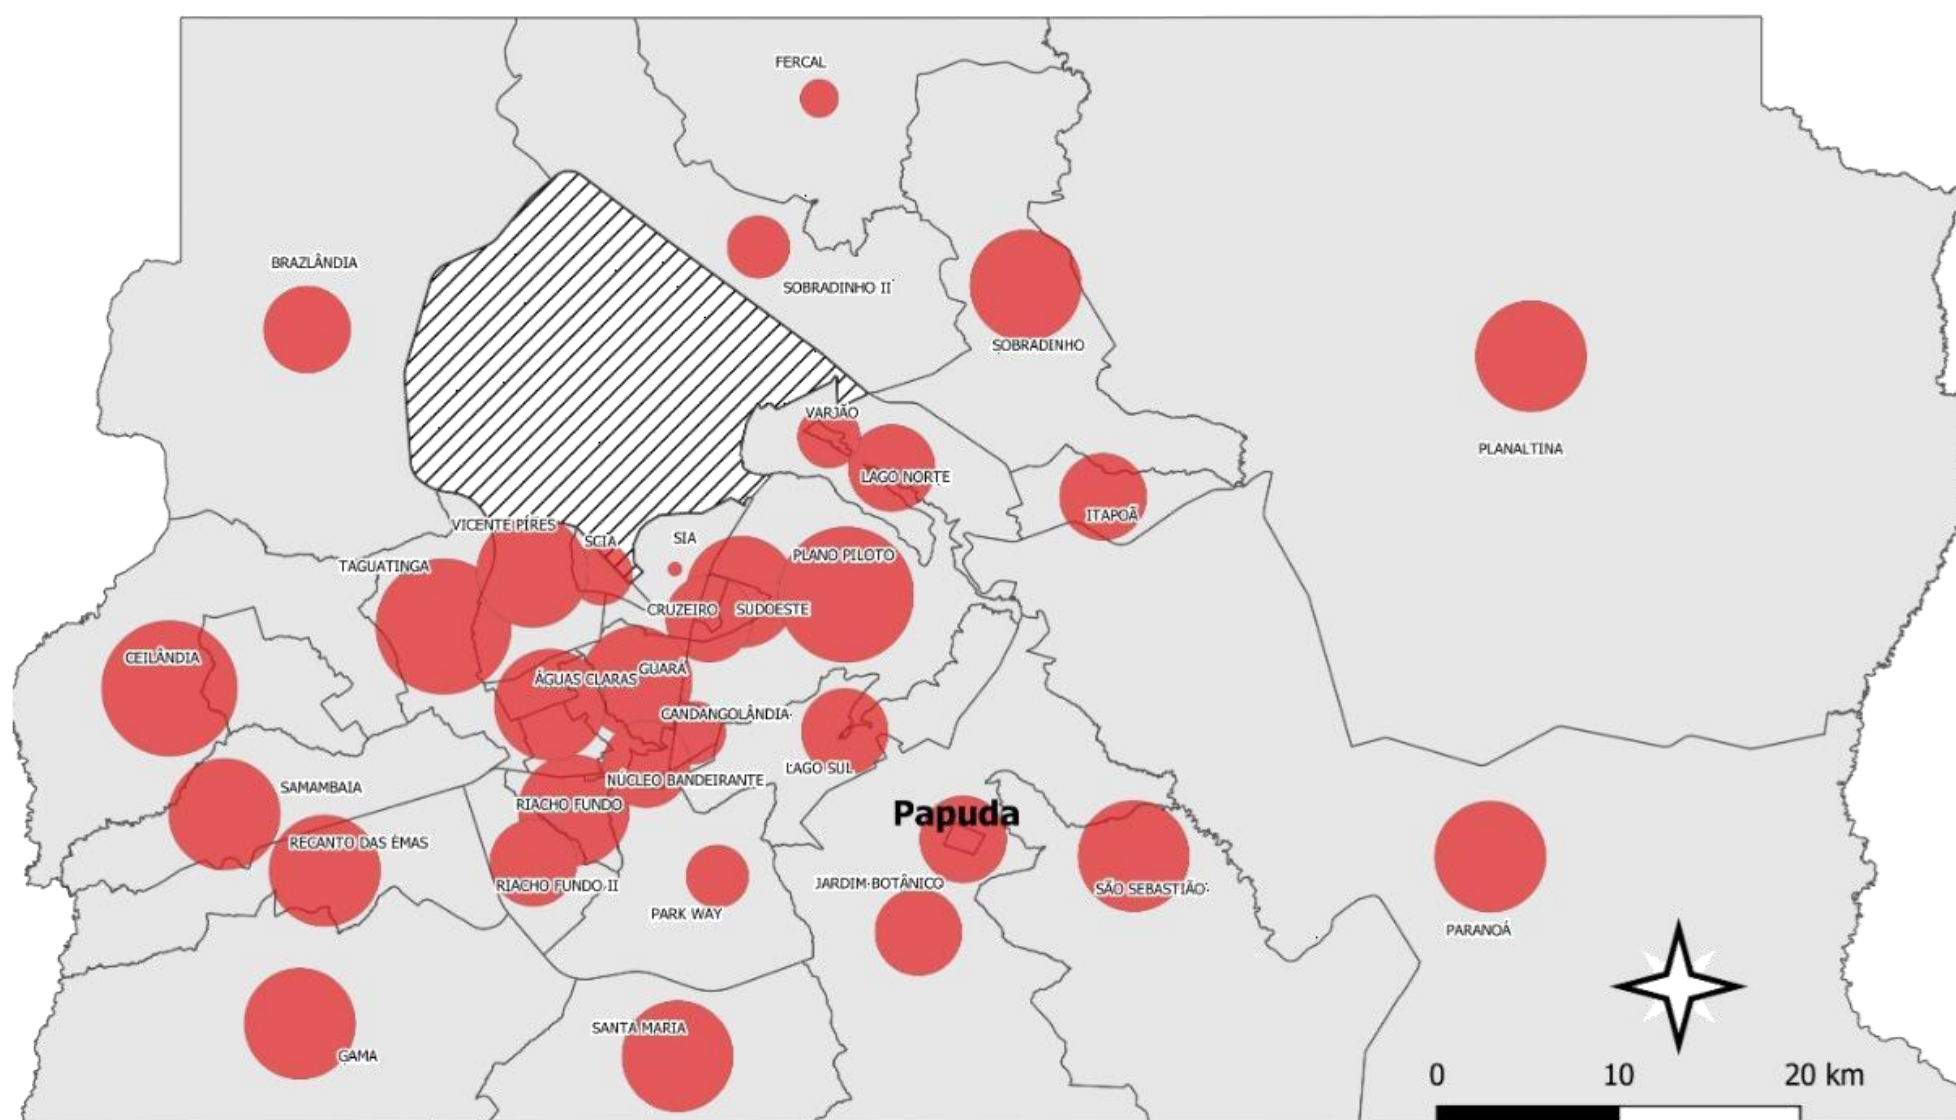 FERCAL
BRAZLÂNDIA
SOBRADINHO II
SOBRADINHO
VARJÃO
PLANALTINA
LAGO NORTE
ITAPOÃ
VICENTE PÍRES
SCIA
SIA
PLANO PILOTO
TAGUATINGA
CRUZEIRO
SUDOESTE
CEILÂNDIA
ÁGUAS CLARAS
GUARÁ
CANDANGOLÂNDIA
LAGO SUL
NÚCLEO BANDEIRANTE
SAMAMBAIA
RIACHO FUNDO
Papuda
RECANTO DAS EMAS
RIACHO FUNDO II
JARDIM BOTÂNICO
SÃO SEBASTIÃO
PARK WAY
PARANOÁ
SANTA MARIA
GAMA
0 10 20 km